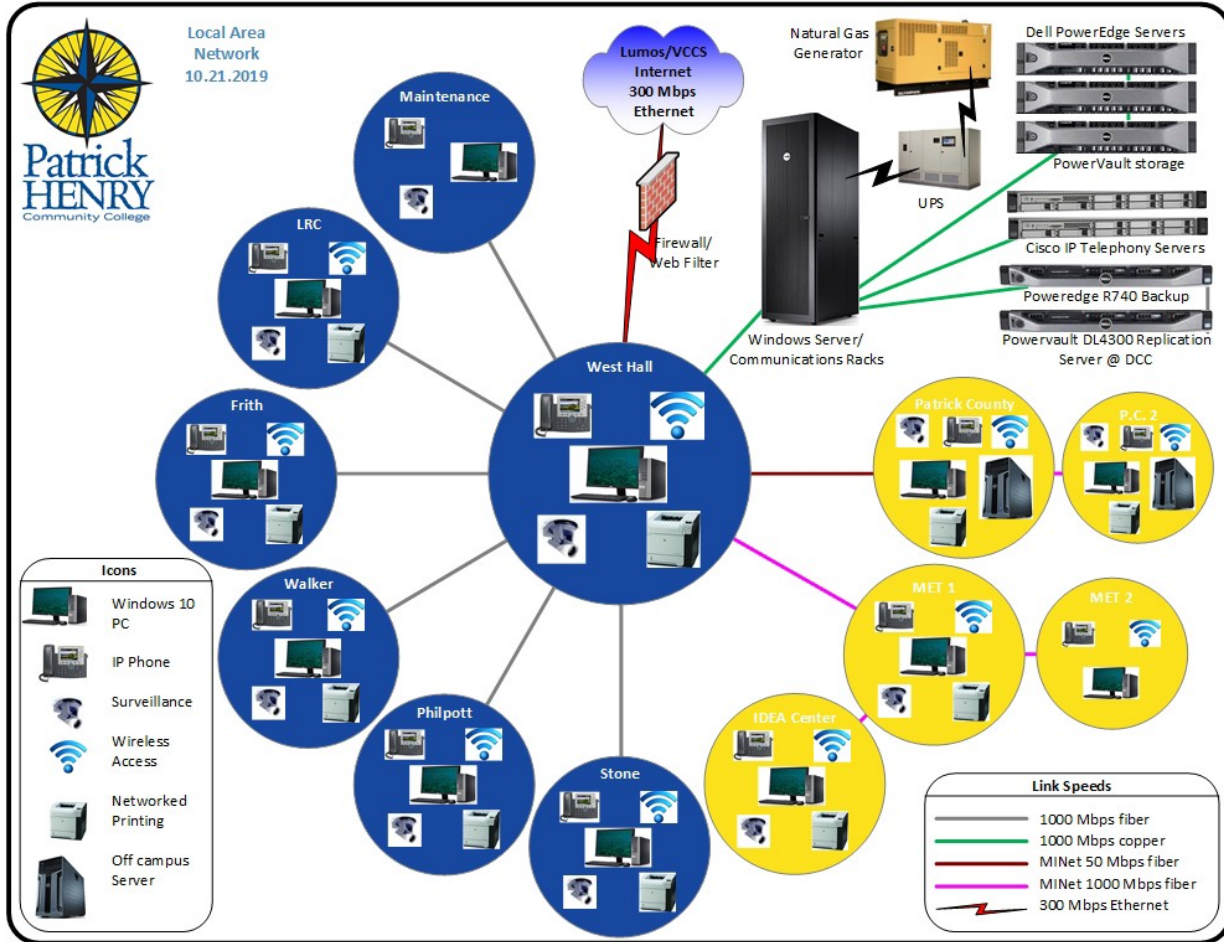 Patrick
HENRY
Community College
Local Area
Network
10.21.2019
Lumos/VCCS
Internet
300 Mbps
Ethernet
Firewall/
Web Filter
Natural Gas
Generator
UPS
Windows Server/
Communications Racks
Dell PowerEdge Servers
PowerVault storage
Cisco IP Telephony Servers
Poweredge R740 Backup
Powervault DL4300 Replication
Server @ DCC
Maintenance
LRC
Frith
Walker
Philpott
Stone
West Hall
Patrick County
P.C. 2
MET 1
MET 2
IDEA Center
Icons
Windows 10
PC
IP Phone
Surveillance
Wireless
Access
Networked
Printing
Off campus
Server
Link Speeds
1000 Mbps fiber
1000 Mbps copper
MINet 50 Mbps fiber
MINet 1000 Mbps fiber
300 Mbps Ethernet